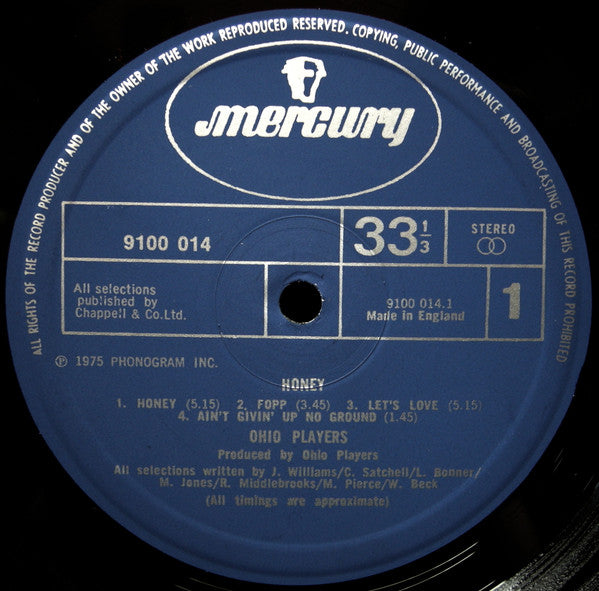 ALL RIGHTS OF THE RECORD PRODUCER AND OF THE OWNER OF THE WORK REPRODUCED RESERVED. COPYING, PUBLIC PERFORMANCE AND BROADCASTING OF THIS RECORD PROHIBITED
mercury
9100 014
33 1/3
STEREO
All selections
published by
Chappell & Co.Ltd.
9100 014.1
Made in England
1
℗ 1975 PHONOGRAM INC.
HONEY
1. HONEY (5.15) 2. FOPP (3.45) 3. LET'S LOVE (5.15)
4. AIN'T GIVIN' UP NO GROUND (1.45)
OHIO PLAYERS
Produced by Ohio Players
All selections written by J. Williams/C. Satchell/L. Bonner/
M. Jones/R. Middlebrooks/M. Pierce/W. Beck
(All timings are approximate)